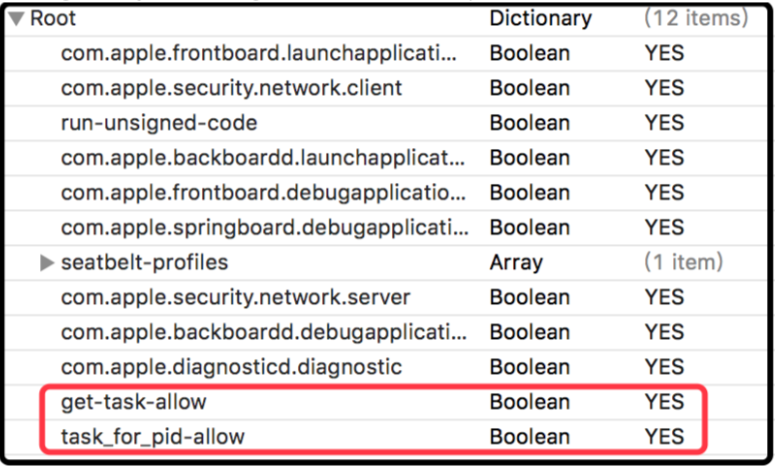 Root Dictionary (12 items)
com.apple.frontboard.launchapplicati... Boolean YES
com.apple.security.network.client Boolean YES
run-unsigned-code Boolean YES
com.apple.backboardd.launchapplicat... Boolean YES
com.apple.frontboard.debugapplicatio... Boolean YES
com.apple.springboard.debugapplicati... Boolean YES
seatbelt-profiles Array (1 item)
com.apple.security.network.server Boolean YES
com.apple.backboardd.debugapplicati... Boolean YES
com.apple.diagnosticd.diagnostic Boolean YES
get-task-allow Boolean YES
task_for_pid-allow Boolean YES